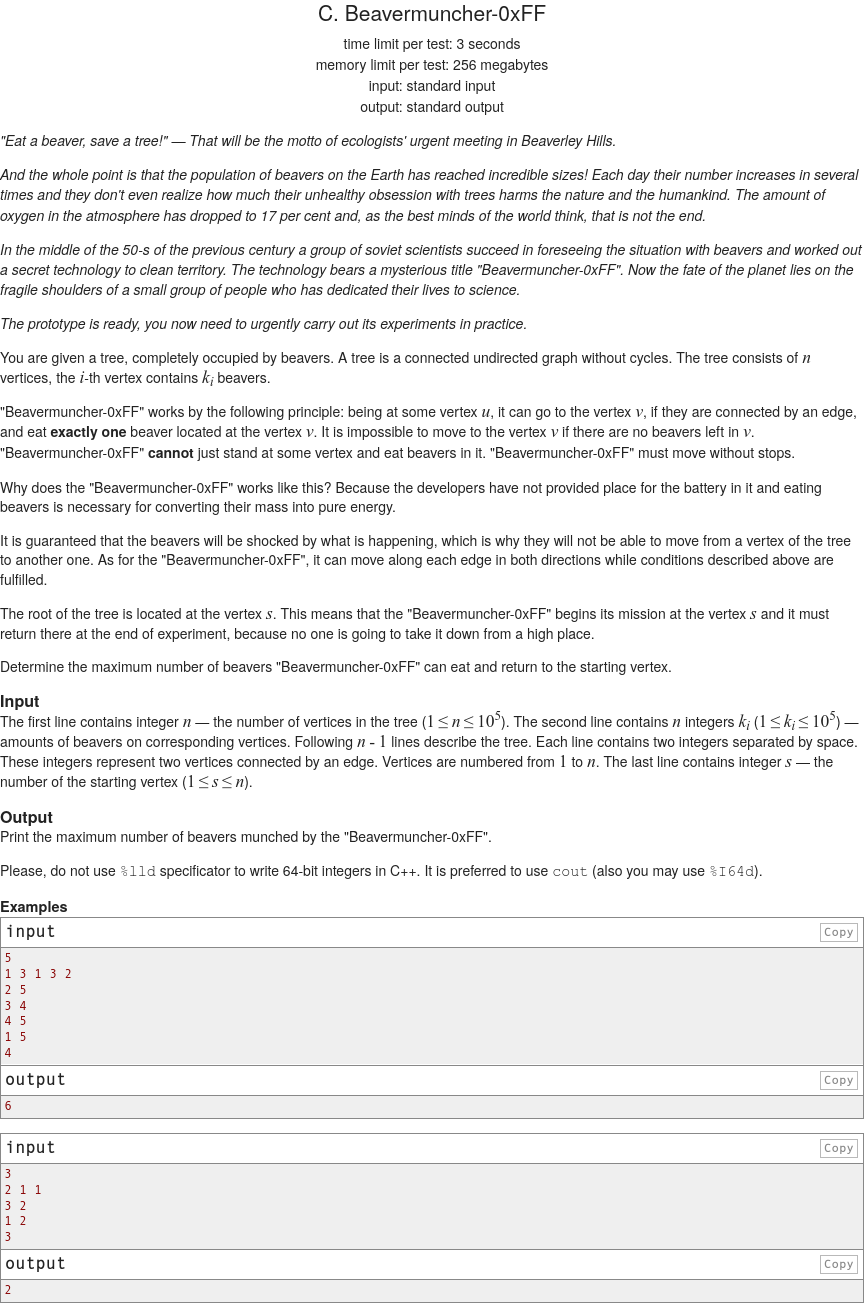 C. Beavermuncher-0xFF
time limit per test: 3 seconds
memory limit per test: 256 megabytes
input: standard input
output: standard output
"Eat a beaver, save a tree!" — That will be the motto of ecologists' urgent meeting in Beaverley Hills.
And the whole point is that the population of beavers on the Earth has reached incredible sizes! Each day their number increases in several
times and they don't even realize how much their unhealthy obsession with trees harms the nature and the humankind. The amount of
oxygen in the atmosphere has dropped to 17 per cent and, as the best minds of the world think, that is not the end.
In the middle of the 50-s of the previous century a group of soviet scientists succeed in foreseeing the situation with beavers and worked out
a secret technology to clean territory. The technology bears a mysterious title "Beavermuncher-0xFF". Now the fate of the planet lies on the
fragile shoulders of a small group of people who has dedicated their lives to science.
The prototype is ready, you now need to urgently carry out its experiments in practice.
You are given a tree, completely occupied by beavers. A tree is a connected undirected graph without cycles. The tree consists of n
vertices, the i-th vertex contains k_i beavers.
"Beavermuncher-0xFF" works by the following principle: being at some vertex u, it can go to the vertex v, if they are connected by an edge,
and eat exactly one beaver located at the vertex v. It is impossible to move to the vertex v if there are no beavers left in v.
"Beavermuncher-0xFF" cannot just stand at some vertex and eat beavers in it. "Beavermuncher-0xFF" must move without stops.
Why does the "Beavermuncher-0xFF" works like this? Because the developers have not provided place for the battery in it and eating
beavers is necessary for converting their mass into pure energy.
It is guaranteed that the beavers will be shocked by what is happening, which is why they will not be able to move from a vertex of the tree
to another one. As for the "Beavermuncher-0xFF", it can move along each edge in both directions while conditions described above are
fulfilled.
The root of the tree is located at the vertex s. This means that the "Beavermuncher-0xFF" begins its mission at the vertex s and it must
return there at the end of experiment, because no one is going to take it down from a high place.
Determine the maximum number of beavers "Beavermuncher-0xFF" can eat and return to the starting vertex.
Input
The first line contains integer n — the number of vertices in the tree (1 ≤ n ≤ 10^5). The second line contains n integers k_i (1 ≤ k_i ≤ 10^5) —
amounts of beavers on corresponding vertices. Following n - 1 lines describe the tree. Each line contains two integers separated by space.
These integers represent two vertices connected by an edge. Vertices are numbered from 1 to n. The last line contains integer s — the
number of the starting vertex (1 ≤ s ≤ n).
Output
Print the maximum number of beavers munched by the "Beavermuncher-0xFF".
Please, do not use %lld specificator to write 64-bit integers in C++. It is preferred to use cout (also you may use %I64d).
Examples
input Copy
5
1 3 1 3 2
2 5
3 4
4 5
1 5
4
output Copy
6
input Copy
3
2 1 1
3 2
1 2
3
output Copy
2